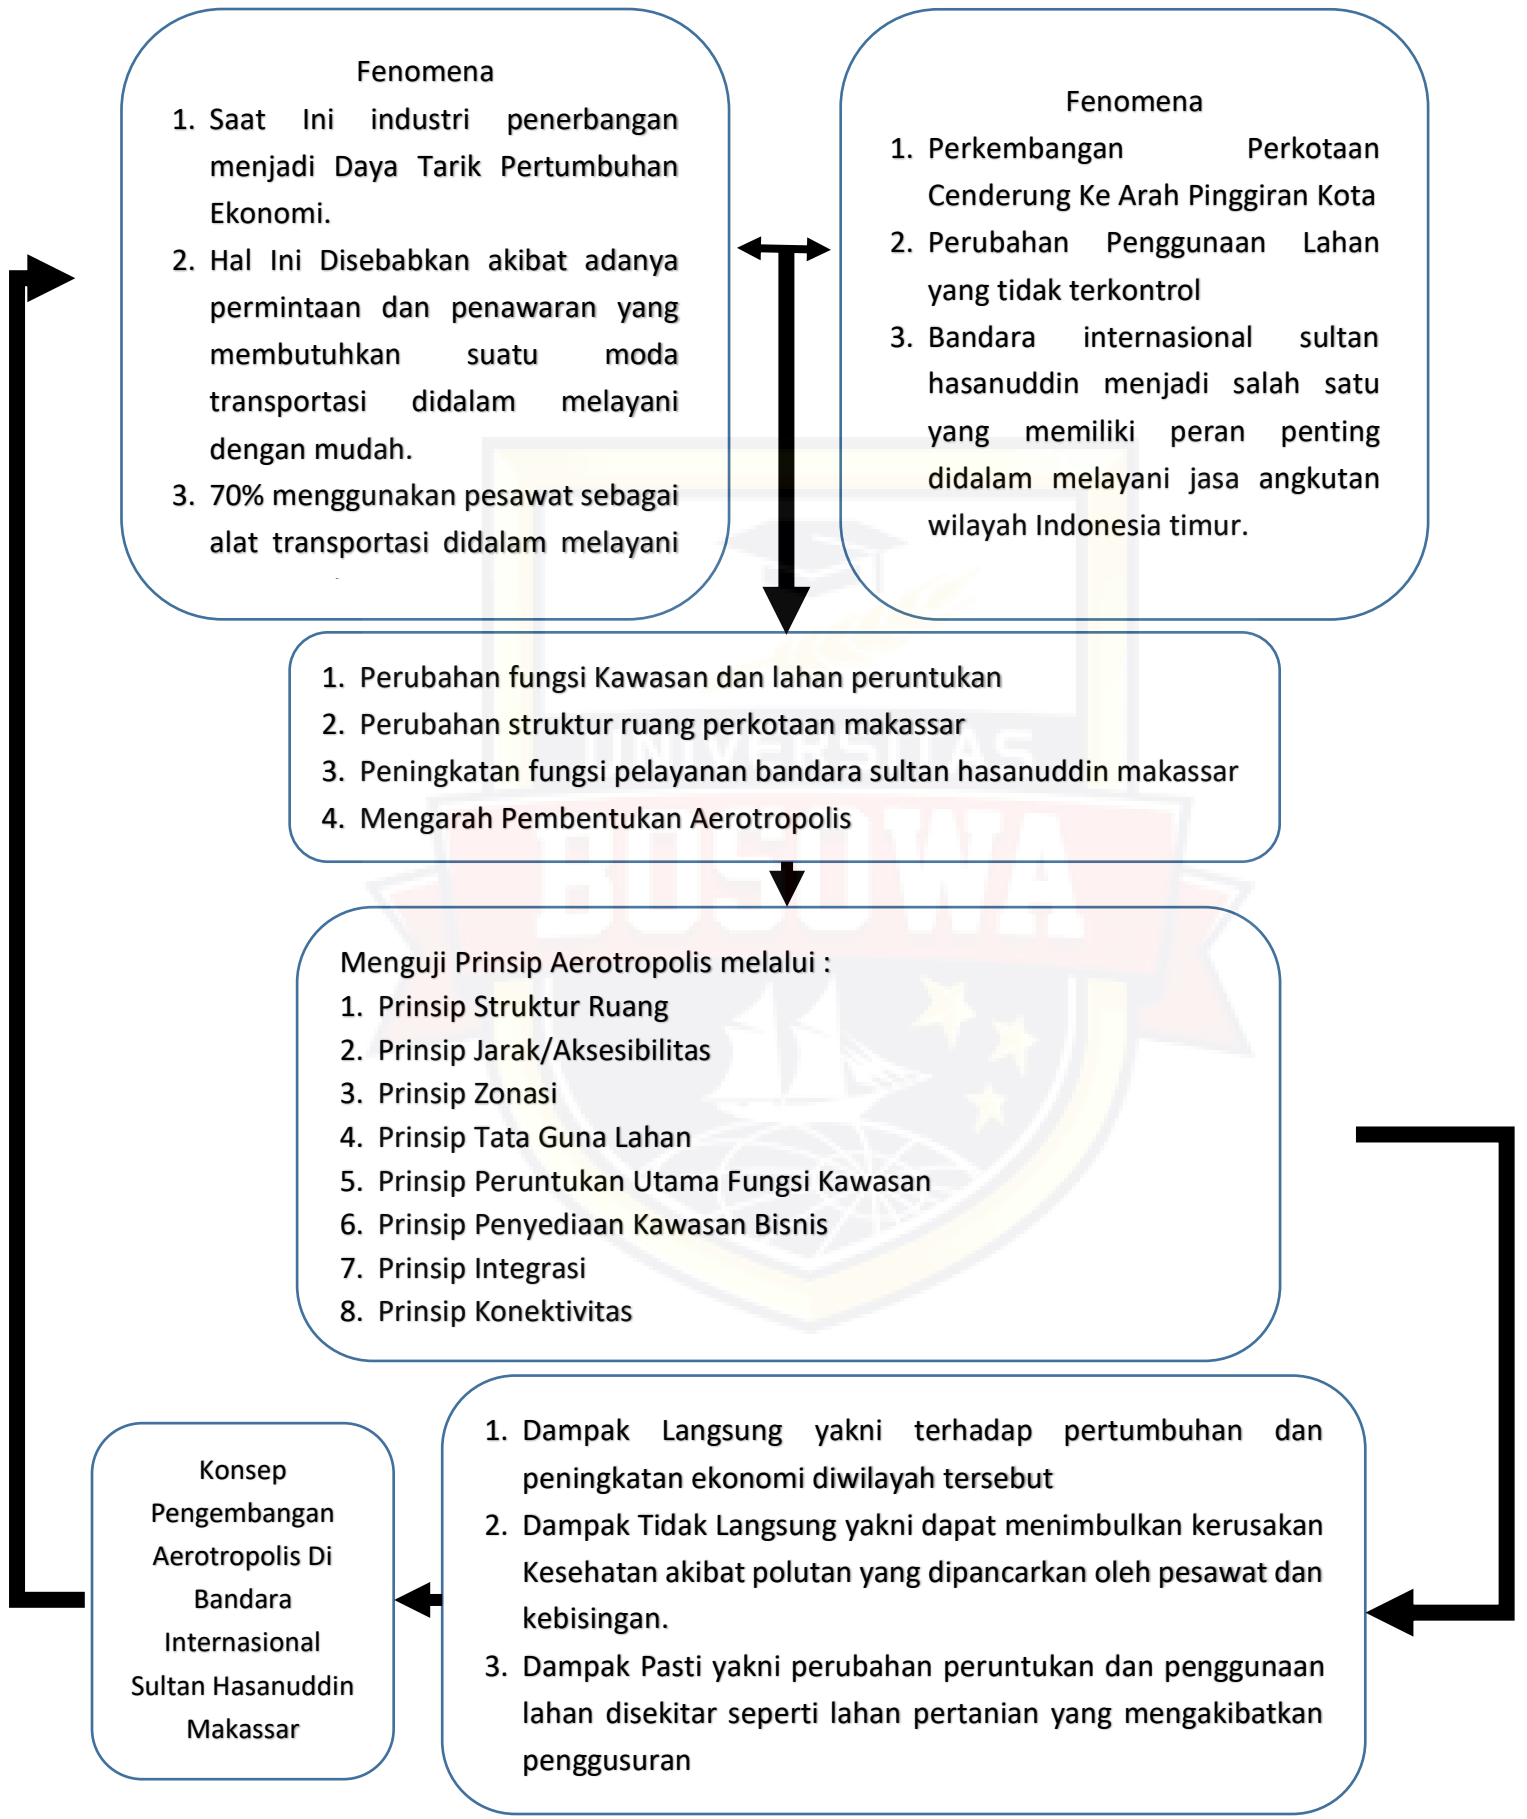 Fenomena
1. Saat Ini industri penerbangan
menjadi Daya Tarik Pertumbuhan
Ekonomi.
2. Hal Ini Disebabkan akibat adanya
permintaan dan penawaran yang
membutuhkan suatu moda
transportasi didalam melayani
dengan mudah.
3. 70% menggunakan pesawat sebagai
alat transportasi didalam melayani
Fenomena
1. Perkembangan Perkotaan
Cenderung Ke Arah Pinggiran Kota
2. Perubahan Penggunaan Lahan
yang tidak terkontrol
3. Bandara internasional sultan
hasanuddin menjadi salah satu
yang memiliki peran penting
didalam melayani jasa angkutan
wilayah Indonesia timur.
1. Perubahan fungsi Kawasan dan lahan peruntukan
2. Perubahan struktur ruang perkotaan makassar
3. Peningkatan fungsi pelayanan bandara sultan hasanuddin makassar
4. Mengarah Pembentukan Aerotropolis
UNIVERSITAS
BOSOWA
Menguji Prinsip Aerotropolis melalui :
1. Prinsip Struktur Ruang
2. Prinsip Jarak/Aksesibilitas
3. Prinsip Zonasi
4. Prinsip Tata Guna Lahan
5. Prinsip Peruntukan Utama Fungsi Kawasan
6. Prinsip Penyediaan Kawasan Bisnis
7. Prinsip Integrasi
8. Prinsip Konektivitas
1. Dampak Langsung yakni terhadap pertumbuhan dan
peningkatan ekonomi diwilayah tersebut
2. Dampak Tidak Langsung yakni dapat menimbulkan kerusakan
Kesehatan akibat polutan yang dipancarkan oleh pesawat dan
kebisingan.
3. Dampak Pasti yakni perubahan peruntukan dan penggunaan
lahan disekitar seperti lahan pertanian yang mengakibatkan
penggusuran
Konsep
Pengembangan
Aerotropolis Di
Bandara
Internasional
Sultan Hasanuddin
Makassar